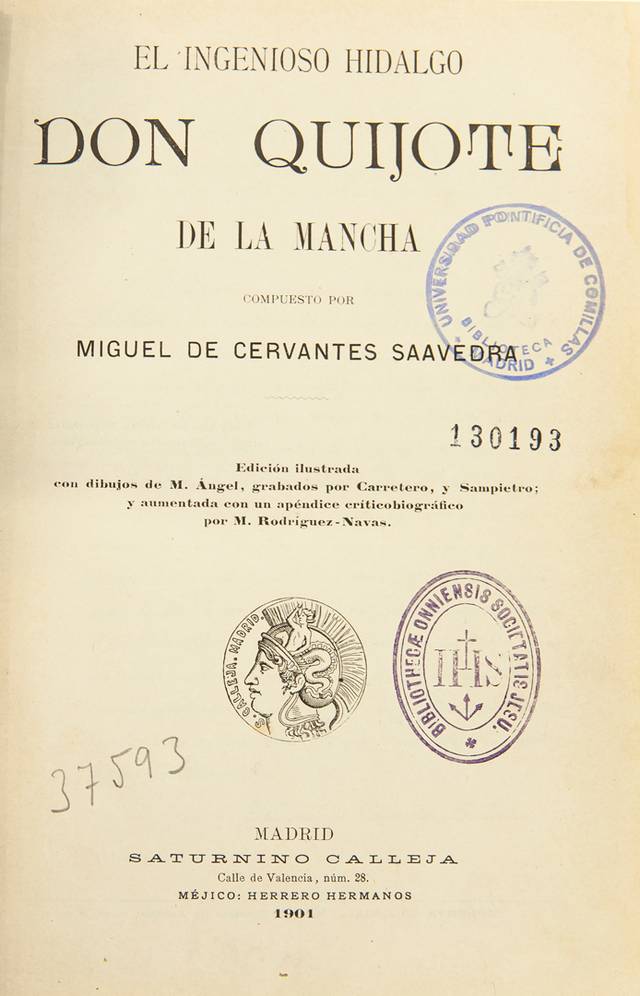 EL INGENIOSO HIDALGO
DON QUIJOTE
DE LA MANCHA
COMPUESTO POR
MIGUEL DE CERVANTES SAAVEDRA
UNIVERSIDAD PONTIFICIA DE COMILLAS
BIBLIOTECA
MADRID
130193
Edición ilustrada
con dibujos de M. Ángel, grabados por Carretero, y Sampietro;
y aumentada con un apéndice críticobiográfico
por M. Rodríguez-Navas.
S. CALLEJA. MADRID.
BIBLIOTHECÆ ONNIENSIS SOCIETATIS JESU.
IHS
37593
MADRID
SATURNINO CALLEJA
Calle de Valencia, núm. 28.
MÉJICO: HERRERO HERMANOS
1901